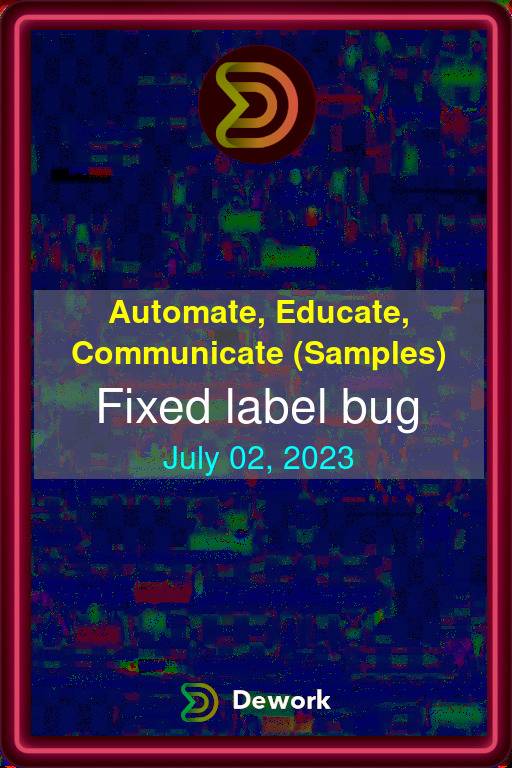 Automate, Educate,
Communicate (Samples)
Fixed label bug
July 02, 2023
Dework